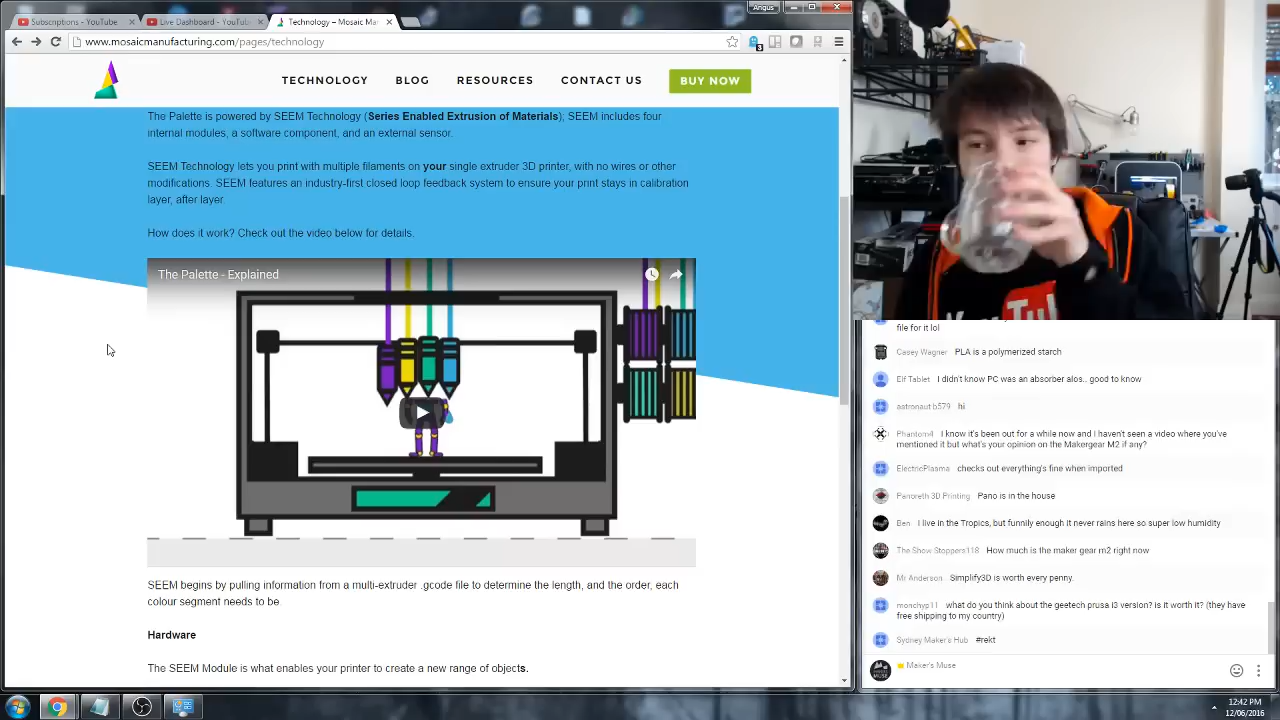 Subscriptions - YouTube
Live Dashboard - YouTube
Technology – Mosaic Ma
Angus
www.mosaicmanufacturing.com/pages/technology
3
TECHNOLOGY BLOG RESOURCES CONTACT US BUY NOW
The Palette is powered by SEEM Technology (Series Enabled Extrusion of Materials); SEEM includes four
internal modules, a software component, and an external sensor.
SEEM Technology lets you print with multiple filaments on your single extruder 3D printer, with no wires or other
SEEM features an industry first closed loop feedback system to ensure your print stays in calibration
layer, after layer.
How does it work? Check out the video below for details.
The Palette - Explained
SEEM begins by pulling information from a multi-extruder .gcode file to determine the length, and the order, each
colour segment needs to be.
Hardware
The SEEM Module is what enables your printer to create a new range of objects.
file for it lol
Casey Wagner PLA is a polymerized starch
Elf Tablet I didn't know PC was an absorber alos.. good to know
astronaut b579 hi
Phantom4 I know it's been out for a while now and I haven't seen a video where you've
mentioned it but what's your opinion on the Makergear M2 if any?
ElectricPlasma checks out everything's fine when imported
Panoreth 3D Printing Pano is in the house
Ben I live in the Tropics, but funnily enough it never rains here so super low humidity
The Show Stoppers118 How much is the maker gear m2 right now
Mr Anderson Simplify3D is worth every penny.
monchyp11 what do you think about the geetech prusa I3 version? is it worth it? (they have
free shipping to my country)
Sydney Maker's Hub #rekt
Maker's Muse
12:42 PM
12/06/2016